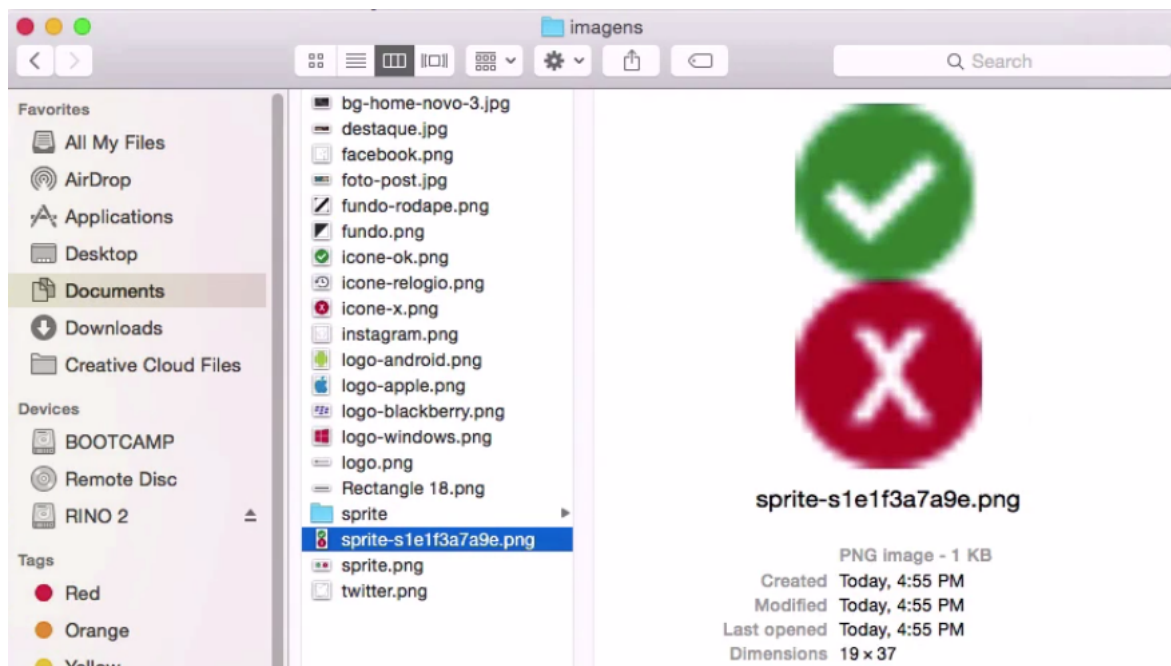 imagens
Search
Favorites
All My Files
AirDrop
Applications
Desktop
Documents
Downloads
Creative Cloud Files
Devices
BOOTCAMP
Remote Disc
RINO 2
Tags
Red
Orange
Yellow
bg-home-novo-3.jpg
destaque.jpg
facebook.png
foto-post.jpg
fundo-rodape.png
fundo.png
icone-ok.png
icone-relogio.png
icone-x.png
instagram.png
logo-android.png
logo-apple.png
logo-blackberry.png
logo-windows.png
logo.png
Rectangle 18.png
sprite
sprite-s1e1f3a7a9e.png
sprite.png
twitter.png
X
sprite-s1e1f3a7a9e.png
PNG image - 1 KB
Created Today, 4:55 PM
Modified Today, 4:55 PM
Last opened Today, 4:55 PM
Dimensions 19 × 37